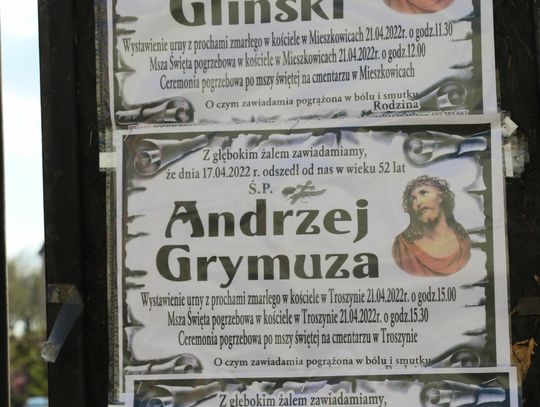 Gliński
Wystawienie urny z prochami zmarłego w kościele w Mieszkowicach 21.04.2022r. o godz.11.30
Msza Święta pogrzebowa w kościele w Mieszkowicach 21.04.2022r. o godz.12.00
Ceremonia pogrzebowa po mszy świętej na cmentarzu w Mieszkowicach
O czym zawiadamia pogrążona w bólu i smutku
Rodzina
Z głębokim żalem zawiadamiamy,
że dnia 17.04.2022 odszedł od nas w wieku 52 lat
Ś.P.
Andrzej
Grymuza
Wystawienie urny z prochami zmarłego w kościele w Troszynie 21.04.2022r. o godz.15.00
Msza Święta pogrzebowa w kościele w Troszynie 21.04.2022r. o godz.15.30
Ceremonia pogrzebowa po mszy świętej na cmentarzu w Troszynie
O czym zawiadamia pogrążona w bólu i smutku
Z głębokim żalem zawiadamiamy,